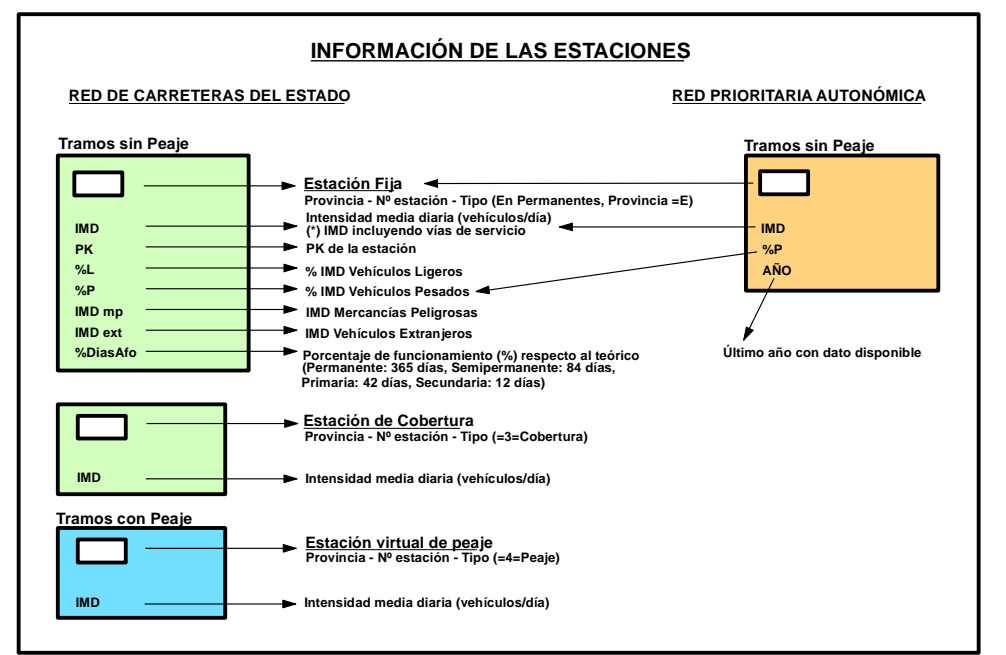 INFORMACIÓN DE LAS ESTACIONES
RED DE CARRETERAS DEL ESTADO
RED PRIORITARIA AUTONÓMICA
Tramos sin Peaje
Tramos sin Peaje
Estación Fija
Provincia - Nº estación - Tipo (En Permanentes, Provincia =E)
IMD
Intensidad media diaria (vehículos/día)
(*) IMD incluyendo vías de servicio
IMD
PK
PK de la estación
%P
%L
% IMD Vehículos Ligeros
AÑO
%P
% IMD Vehículos Pesados
IMD mp
IMD Mercancías Peligrosas
IMD ext
IMD Vehículos Extranjeros
%DiasAfo
Porcentaje de funcionamiento (%) respecto al teórico
(Permanente: 365 días, Semipermanente: 84 días,
Primaria: 42 días, Secundaria: 12 días)
Último año con dato disponible
Estación de Cobertura
Provincia - Nº estación - Tipo (=3=Cobertura)
IMD
Intensidad media diaria (vehículos/día)
Tramos con Peaje
Estación virtual de peaje
Provincia - Nº estación - Tipo (=4=Peaje)
IMD
Intensidad media diaria (vehículos/día)